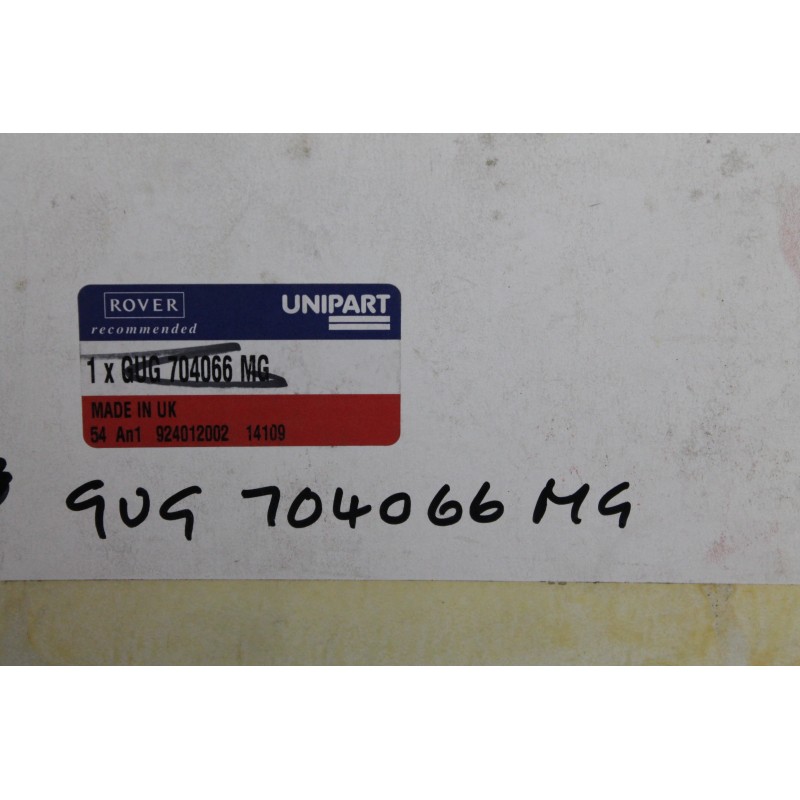 ROVER UNIPART
recommended
1 x GUG 704066 MG
MADE IN UK
54 An1 924012002 14109
GUG 704066 MG